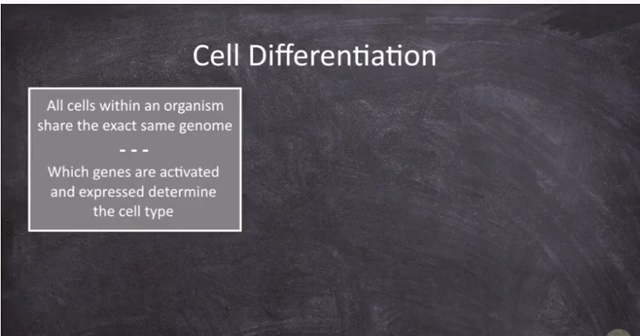 Cell Differentiation
All cells within an organism
share the exact same genome
- - -
Which genes are activated
and expressed determine
the cell type